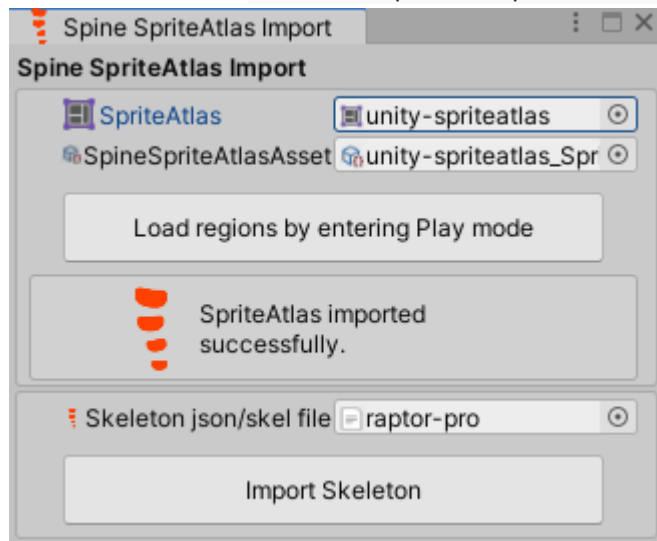 Spine SpriteAtlas Import
Spine SpriteAtlas Import
SpriteAtlas unity-spriteatlas
SpineSpriteAtlasAsset unity-spriteatlas_Spr
Load regions by entering Play mode
SpriteAtlas imported
successfully.
Skeleton json/skel file raptor-pro
Import Skeleton